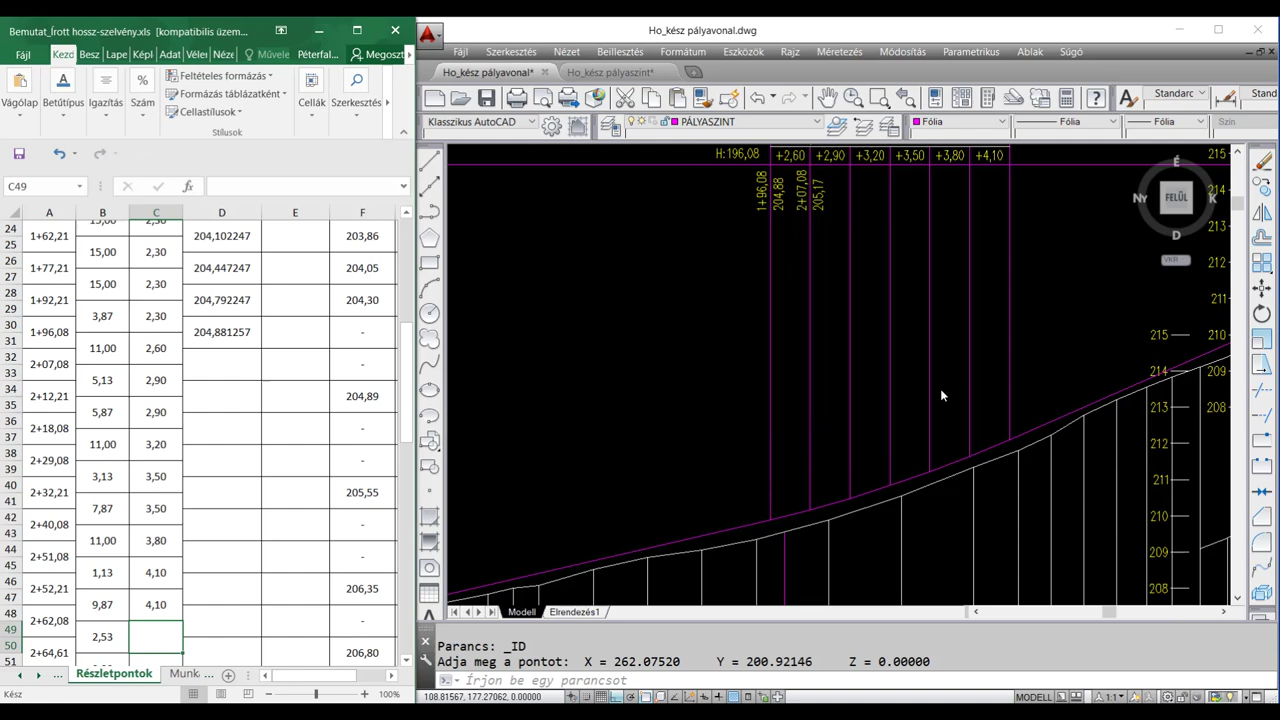 Bemutat_Írott hossz-szelvény.xls [kompatibilis üzem...
Fájl Kezd Besz Lape Képl Adat Véler Néz Művele Péterfal... Megoszt
Vágólap
Betűtípus
Igazítás
Szám
Feltételes formázás
Formázás táblázatként
Cellastílusok
Stílusok
Cellák
Szerkesztés
C49
fx
A B C D E F
24 15,00 2,30
25 1+62,21 204,102247 203,86
26 15,00 2,30
27 1+77,21 204,447247 204,05
28 15,00 2,30
29 1+92,21 204,792247 204,30
30 3,87 2,30
31 1+96,08 204,881257 -
32 11,00 2,60
33 2+07,08 -
34 5,13 2,90
35 2+12,21 204,89
36 5,87 2,90
37 2+18,08 -
38 11,00 3,20
39 2+29,08 -
40 3,13 3,50
41 2+32,21 205,55
42 7,87 3,50
43 2+40,08 -
44 11,00 3,80
45 2+51,08 -
46 1,13 4,10
47 2+52,21 206,35
48 9,87 4,10
49 2+62,08 -
50 2,53
51 2+64,61 206,80
... Részletpontok Munk ...
Kész
100%
Ho_kész pályavonal.dwg
Fájl Szerkesztés Nézet Beillesztés Formátum Eszközök Rajz Méretezés Módosítás Parametrikus Ablak Súgó
Ho_kész pályavonal* Ho_kész pályaszint*
Standarc
Stand
Klasszikus AutoCAD
PÁLYASZINT
Fólia
Fólia
Fólia
Szín
H:196,08 +2,60 +2,90 +3,20 +3,50 +3,80 +4,10
1+96,08
204,88
2+07,08
205,17
215
214
213
212
211
210
209
208
215
214
213
212
211
210
209
208
É
NY FELÜL K
D
VKR
Modell Elrendezés1
Parancs: _ID
Adja meg a pontot: X = 262.07520 Y = 200.92146 Z = 0.00000
Írjon be egy parancsot
108.81567, 177.27062, 0.00000
MODELL
1:1